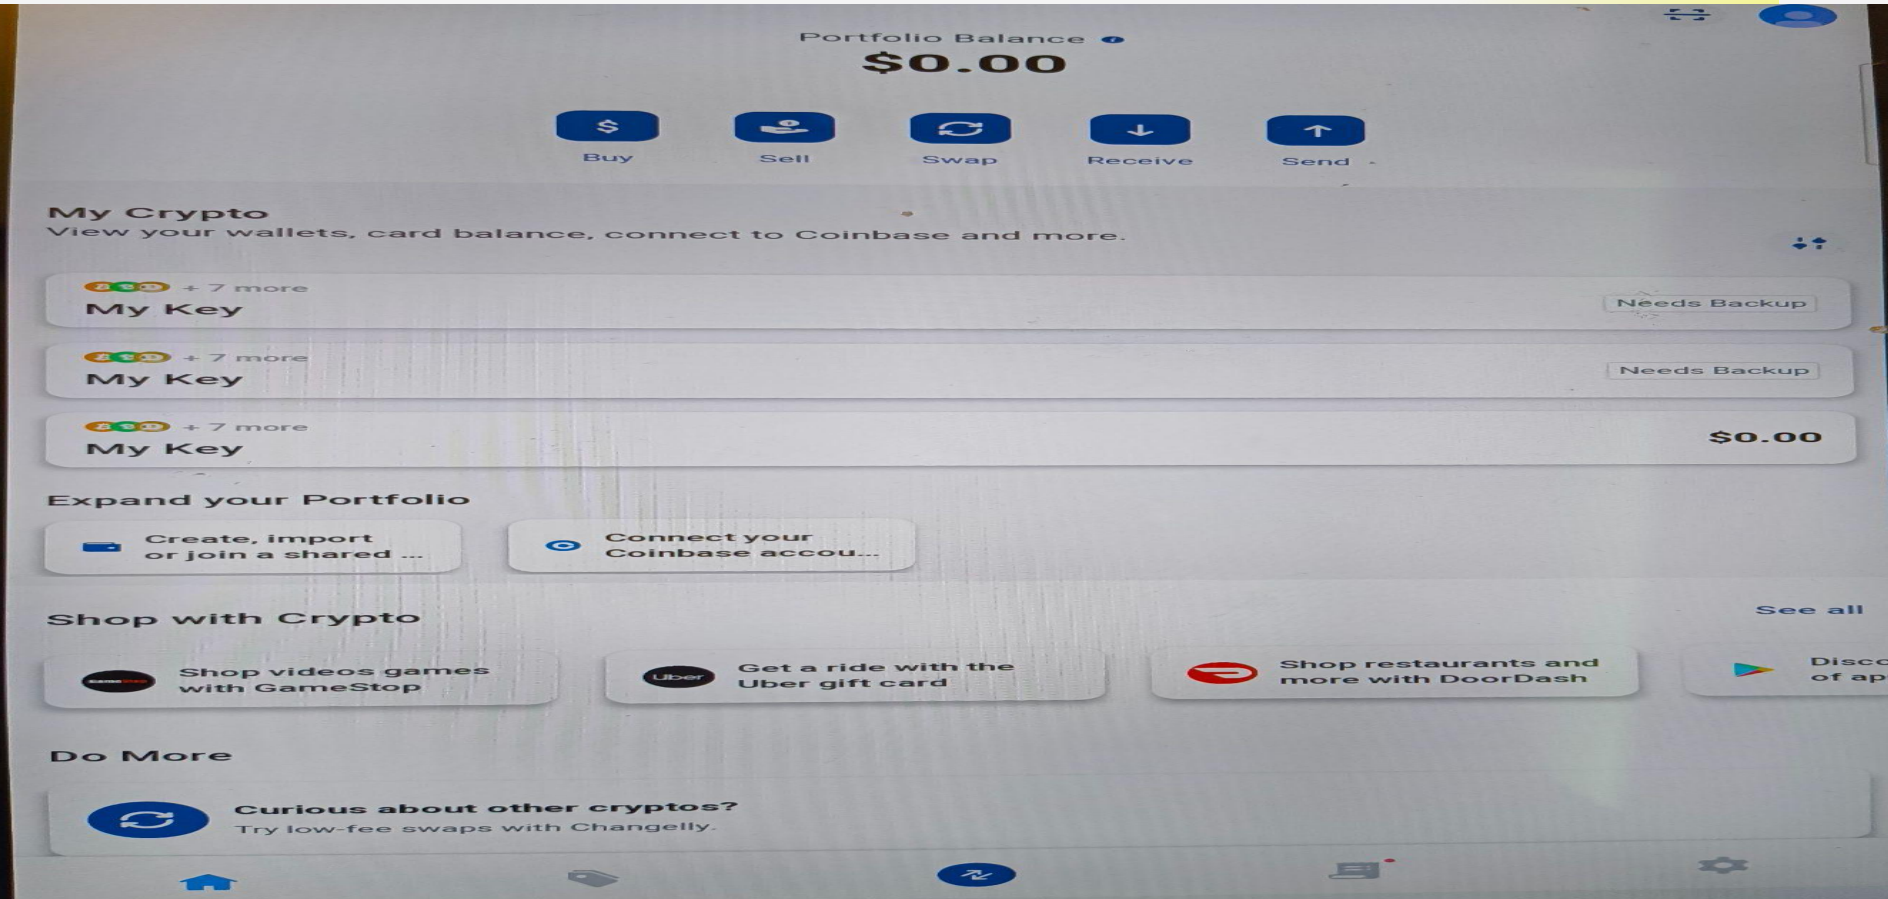 Portfolio Balance
$0.00
Buy
Sell
Swap
Receive
Send
My Crypto
View your wallets, card balance, connect to Coinbase and more.
+ 7 more
My Key
Needs Backup
+ 7 more
My Key
Needs Backup
+ 7 more
My Key
$0.00
Expand your Portfolio
Create, import
or join a shared ...
Connect your
Coinbase accou...
Shop with Crypto
See all
Shop videos games
with GameStop
Uber
Get a ride with the
Uber gift card
Shop restaurants and
more with DoorDash
Disco
of ap
Do More
Curious about other cryptos?
Try low-fee swaps with Changelly.